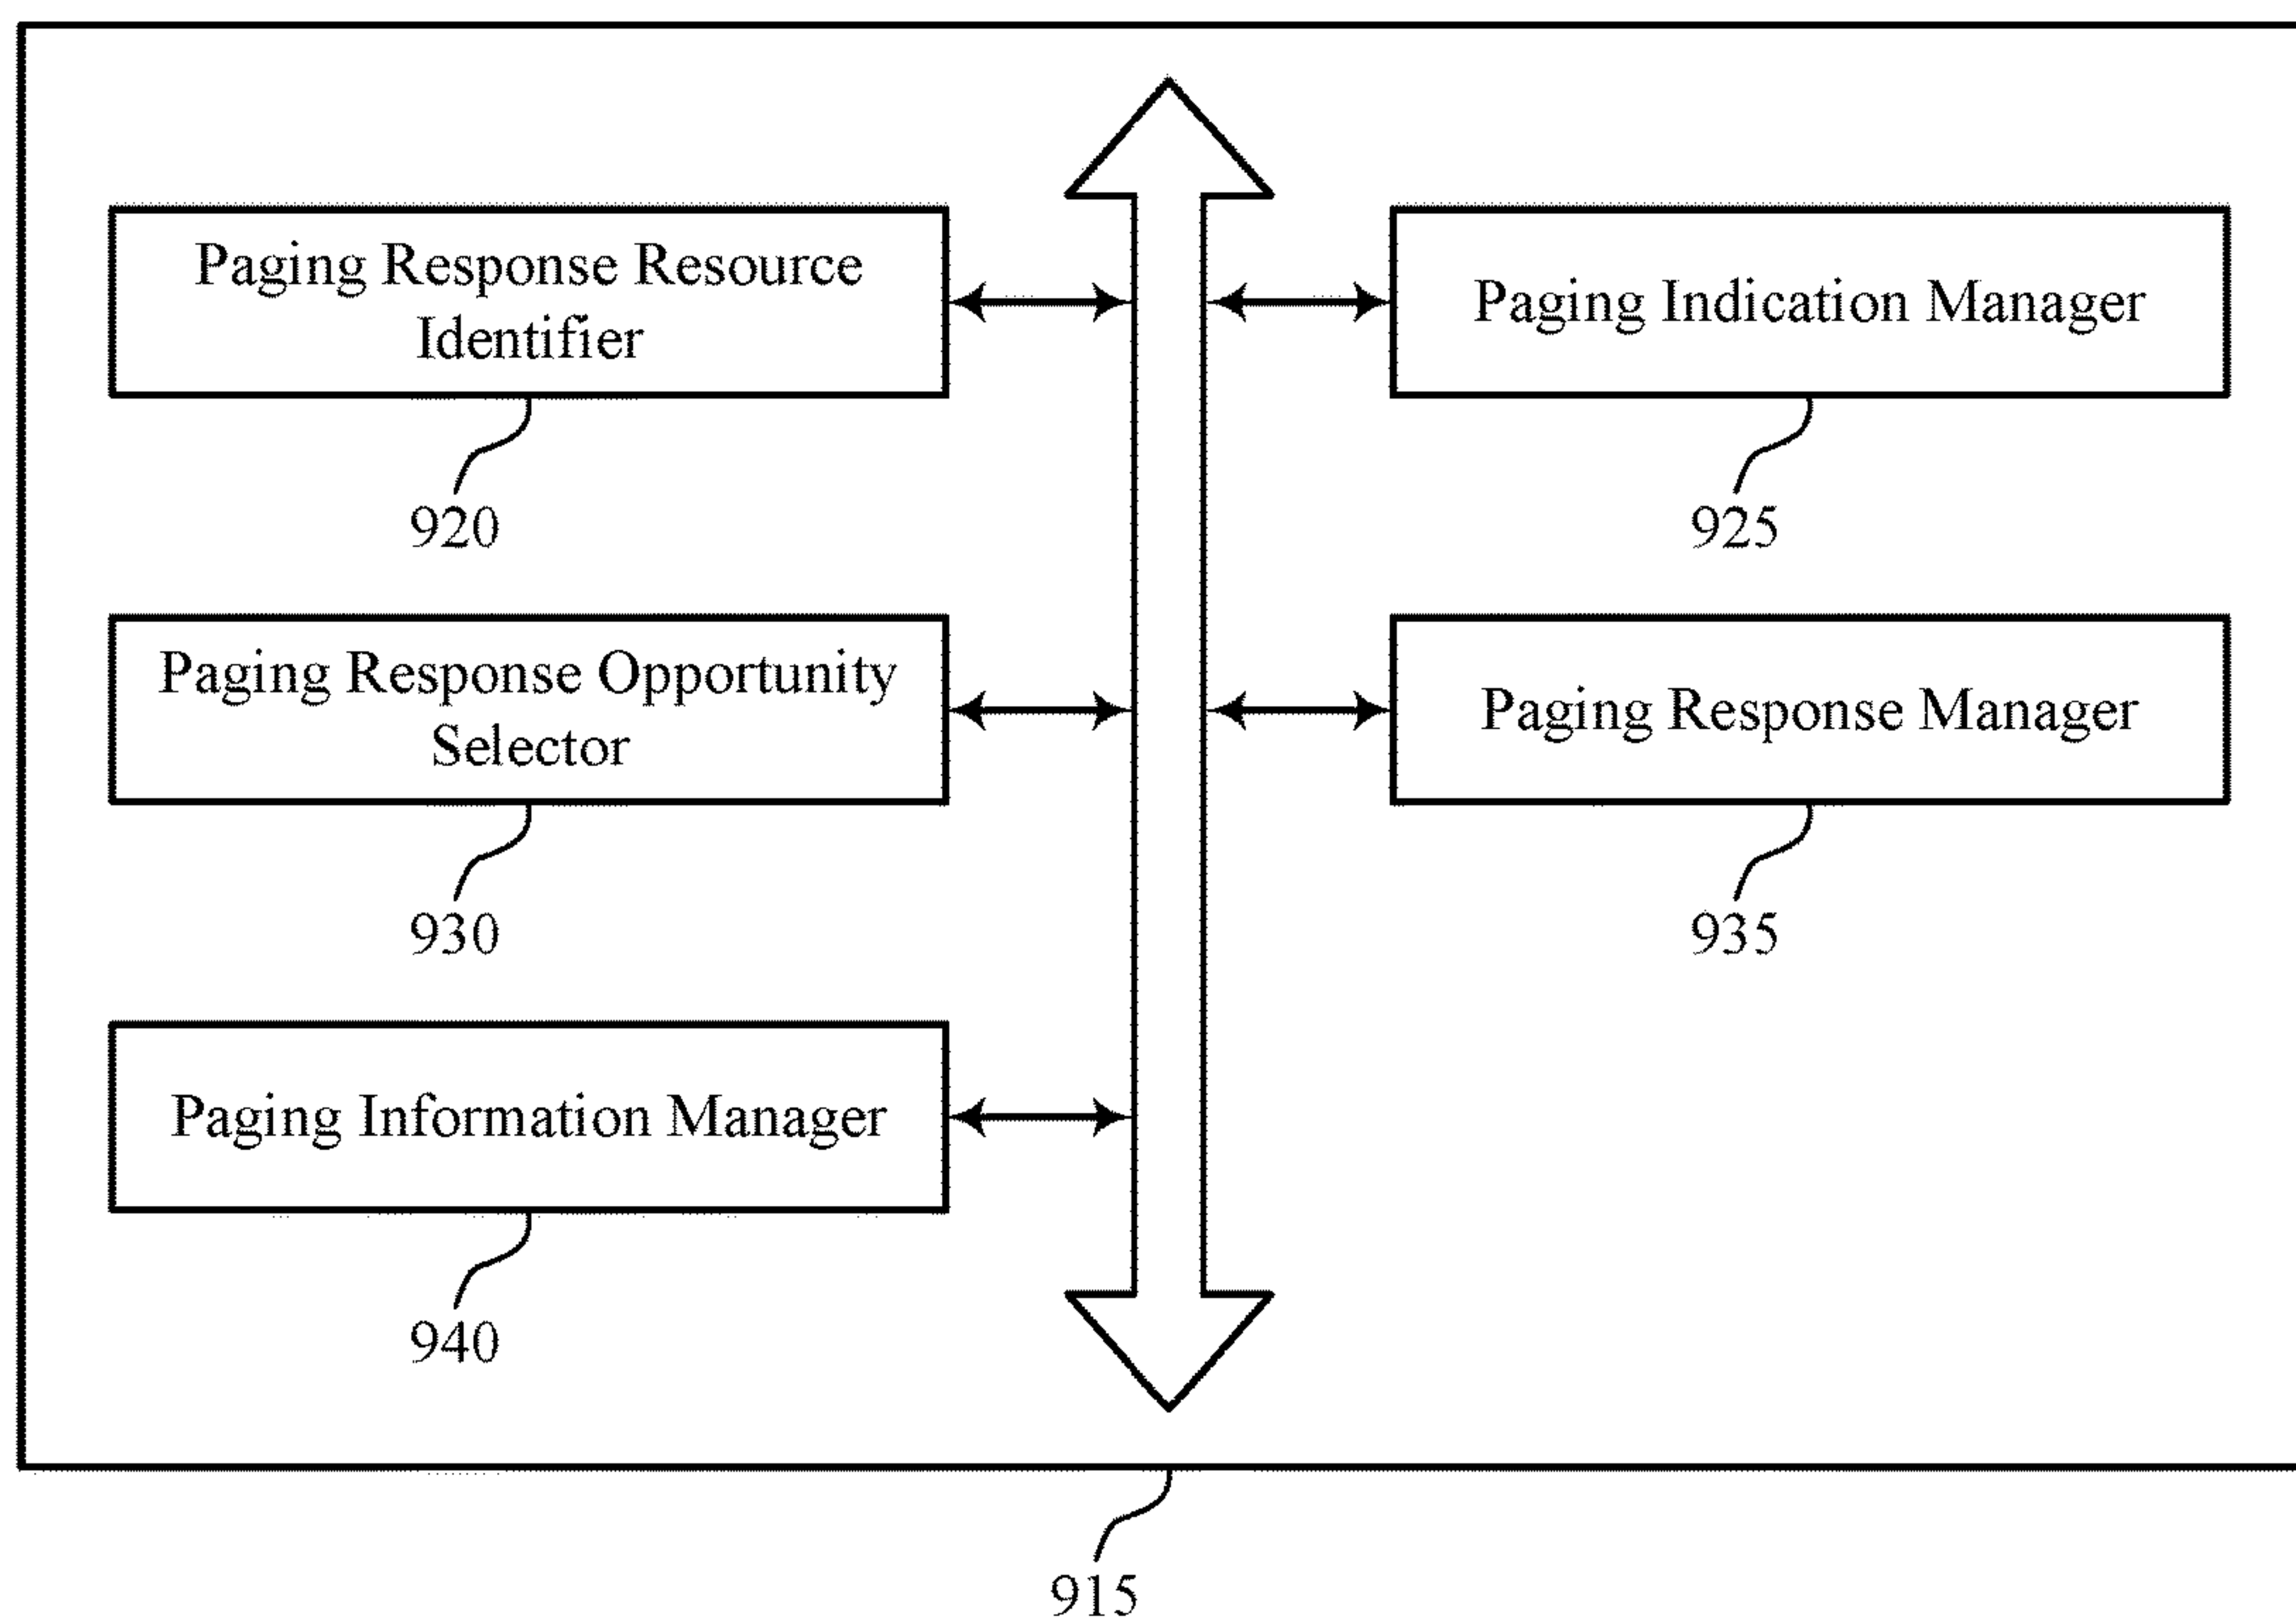 Paging Response Resource
Identifier
920
Paging Indication Manager
925
Paging Response Opportunity
Selector
930
Paging Response Manager
935
Paging Information Manager
940
915